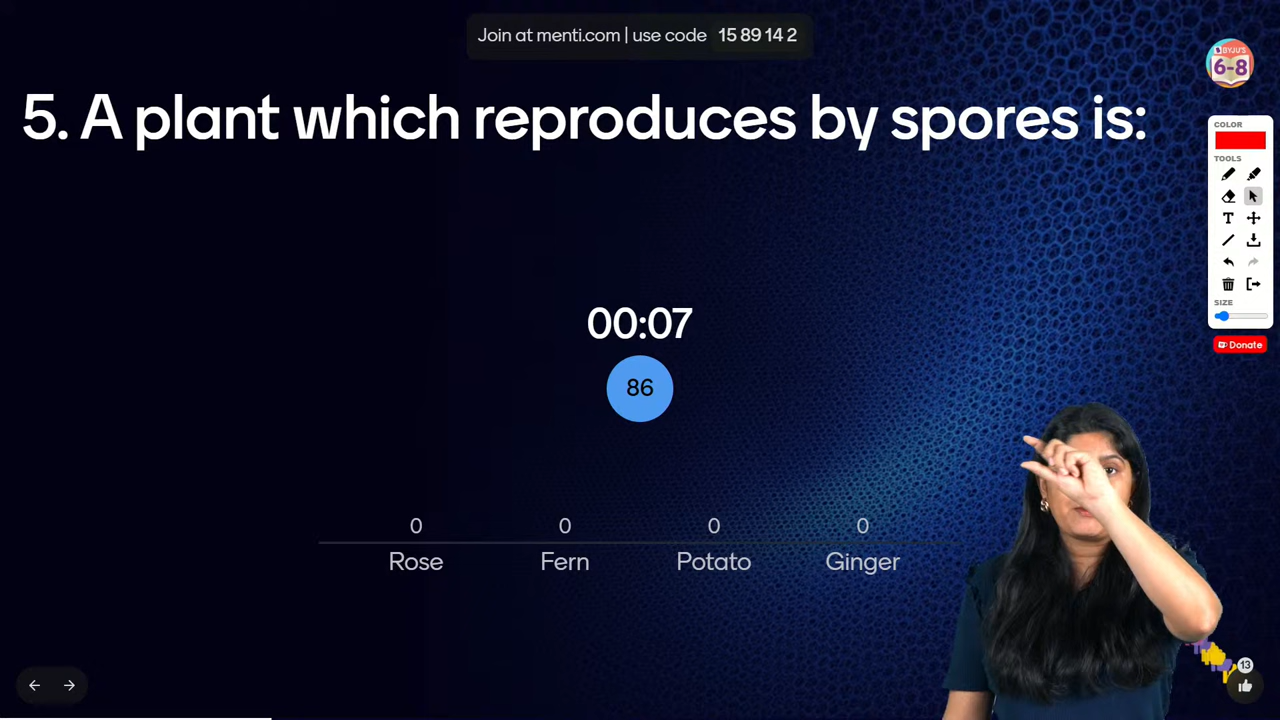 Join at menti.com | use code 15 89 14 2
BYJU'S
6-8
5. A plant which reproduces by spores is:
COLOR
TOOLS
T
SIZE
Donate
00:07
86
0 0 0 0
Rose Fern Potato Ginger
13